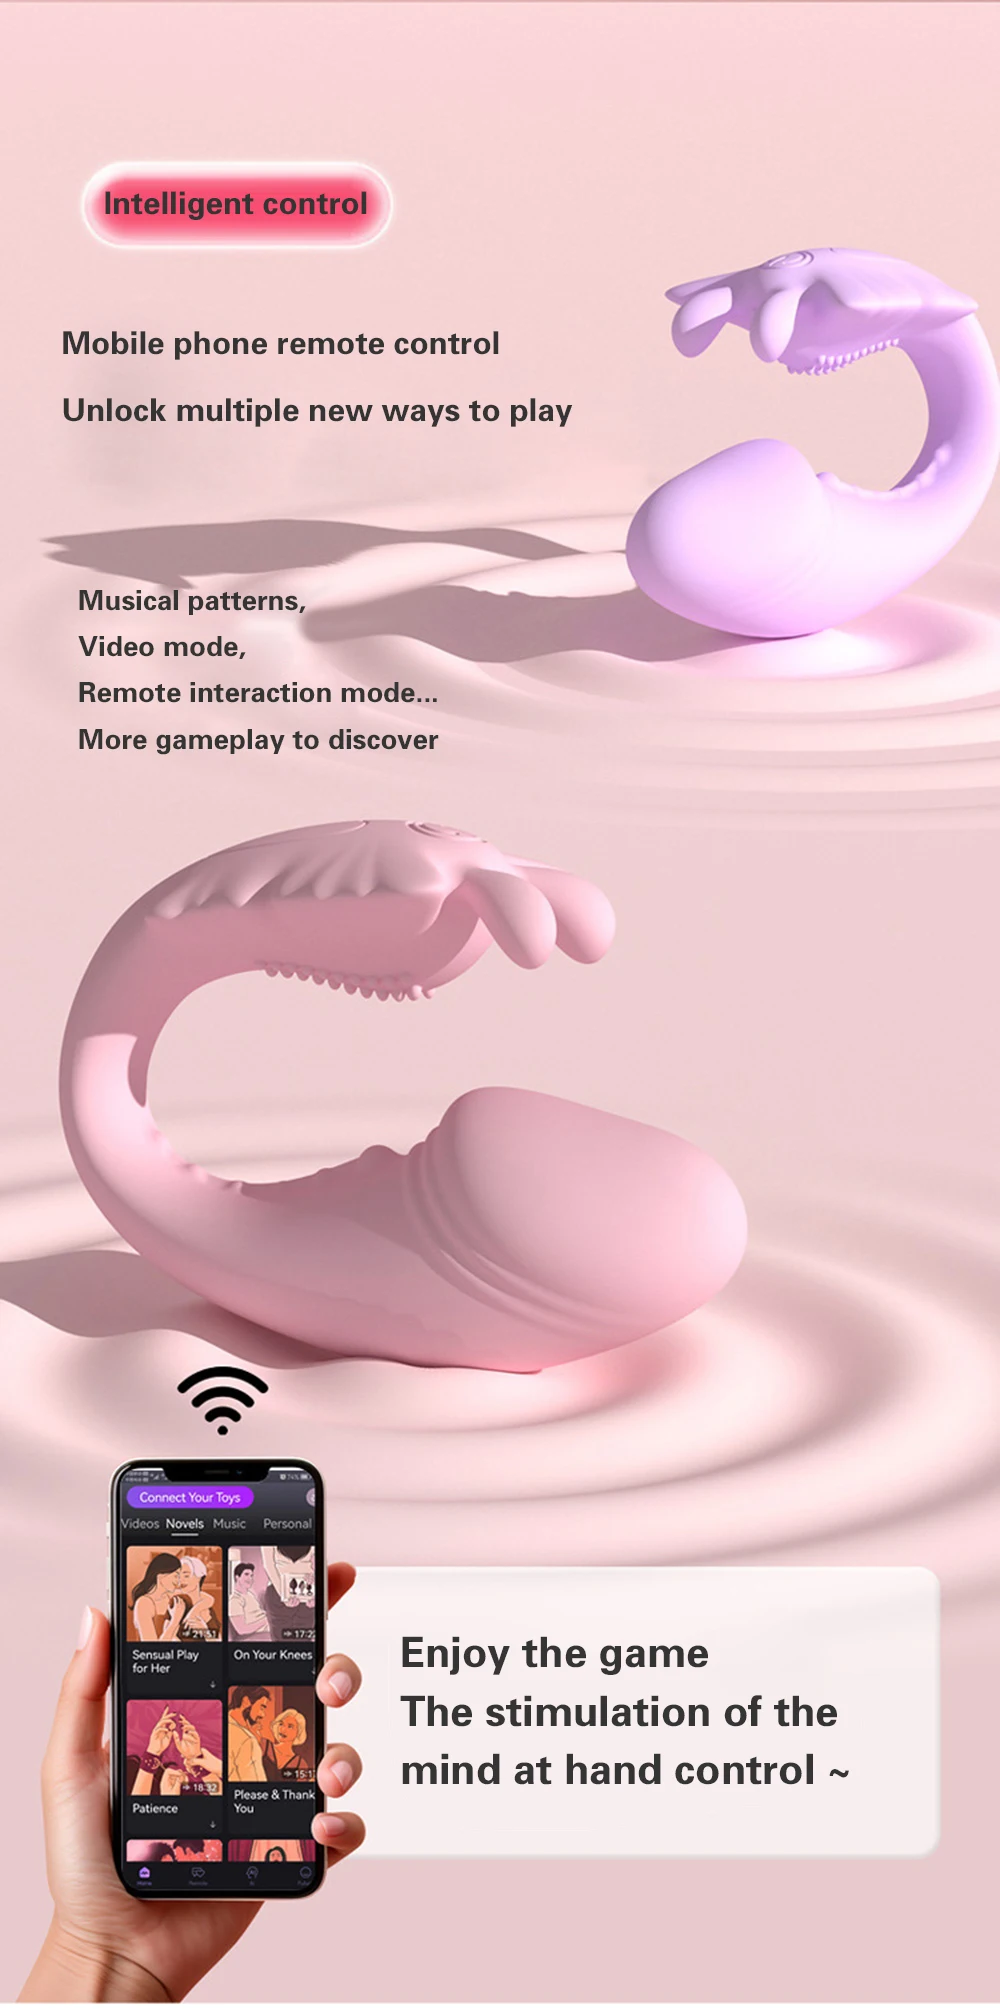 Intelligent control
Mobile phone remote control
Unlock multiple new ways to play
Musical patterns,
Video mode,
Remote interaction mode...
More gameplay to discover
Connect Your Toys
Videos Novels Music Personal
21:51
17:2
Sensual Play
for Her
On Your Knees
18:32
15:1
Patience
Please & Thank
You
Enjoy the game
The stimulation of the
mind at hand control ~